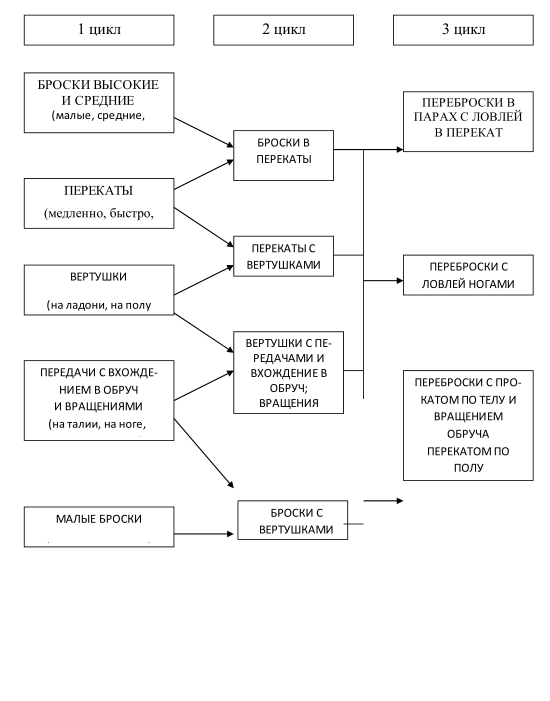 1 цикл
2 цикл
3 цикл
БРОСКИ ВЫСОКИЕ
И СРЕДНИЕ
(малые, средние,
ПЕРЕКАТЫ
(медленно, быстро,
ВЕРТУШКИ
(на ладони, на полу
ПЕРЕДАЧИ С ВХОЖДЕ-
НИЕМ В ОБРУЧ
И ВРАЩЕНИЯМИ
(на талии, на ноге,
МАЛЫЕ БРОСКИ
БРОСКИ В
ПЕРЕКАТЫ
ПЕРЕКАТЫ С
ВЕРТУШКАМИ
ВЕРТУШКИ С ПЕ-
РЕДАЧАМИ И
ВХОЖДЕНИЕ В
ОБРУЧ;
ВРАЩЕНИЯ
БРОСКИ С
ВЕРТУШКАМИ
ПЕРЕБРОСКИ В
ПАРАХ С ЛОВЛЕЙ
В ПЕРЕКАТ
ПЕРЕБРОСКИ С
ЛОВЛЕЙ НОГАМИ
ПЕРЕБРОСКИ С ПРО-
КАТОМ ПО ТЕЛУ И
ВРАЩЕНИЕМ
ОБРУЧА
ПЕРЕКАТОМ ПО
ПОЛУ